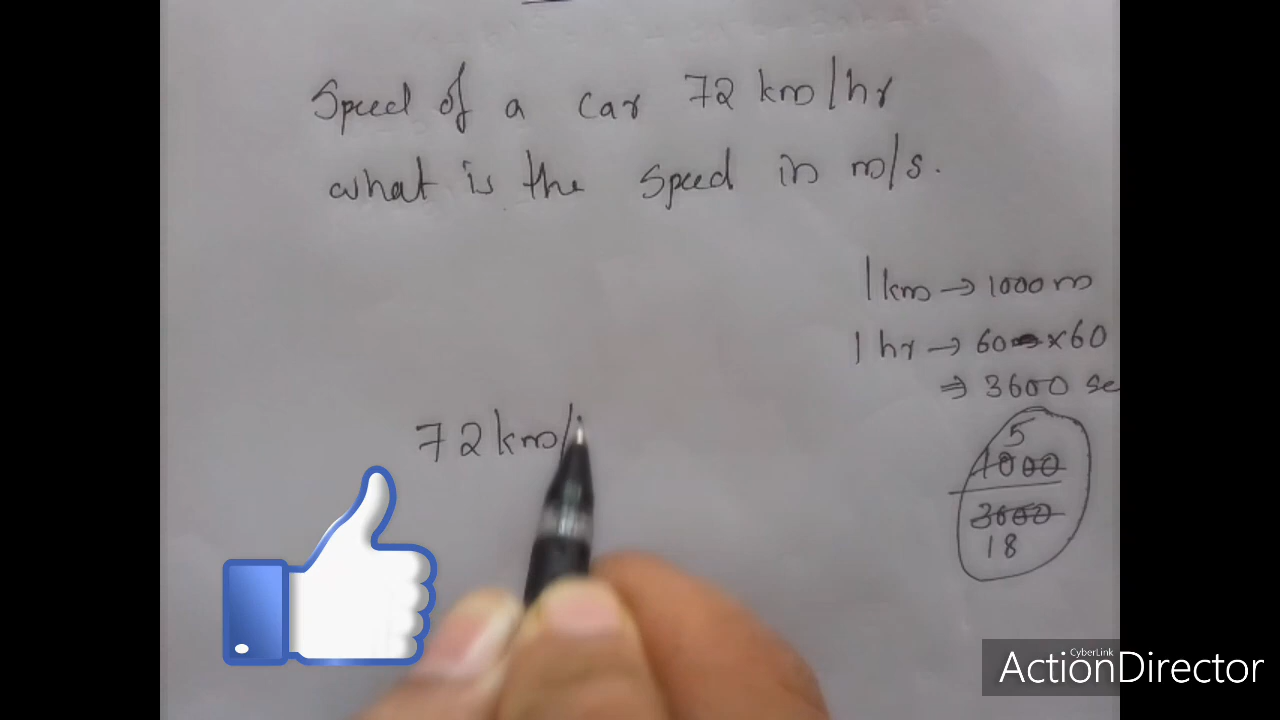 Speed of a car 72 km/hr
what is the speed in m/s.
1 km → 1000 m
1 hr → 60 × 60
⇒ 3600 se
5
1000
3600
18
72 km/
CyberLink
ActionDirector